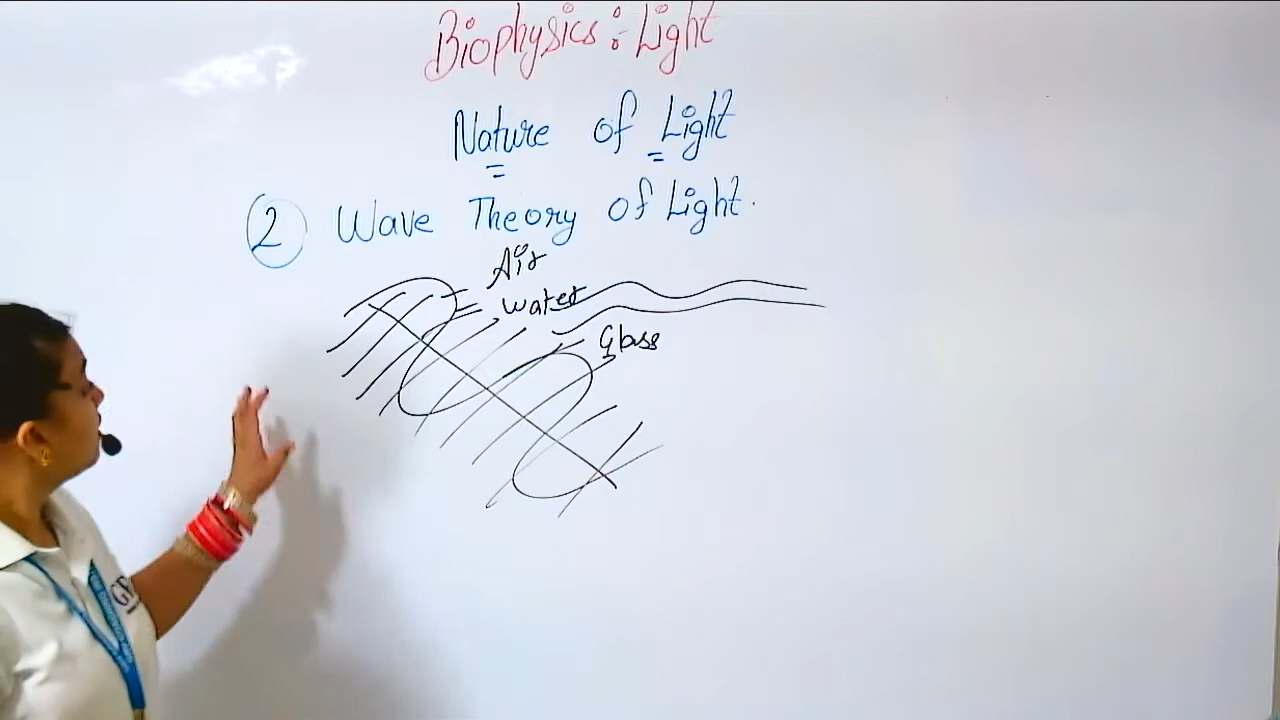 Biophysics : Light
Nature of Light
2 Wave Theory of Light.
Air
Water
Glass